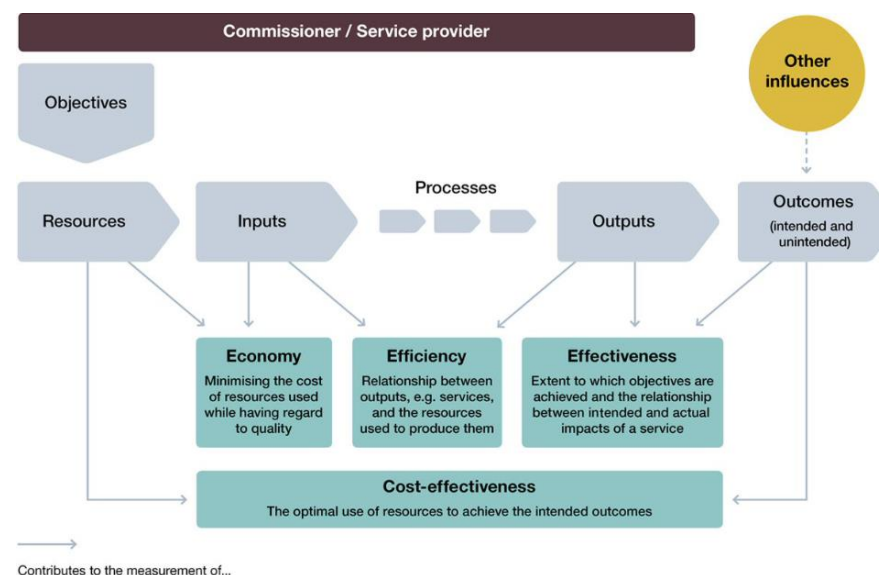 Commissioner / Service provider
Other
influences
Objectives
Resources
Inputs
Processes
Outputs
Outcomes
(intended and
unintended)
Economy
Minimising the cost
of resources used
while having regard
to quality
Efficiency
Relationship between
outputs, e.g. services,
and the resources
used to produce them
Effectiveness
Extent to which objectives are
achieved and the relationship
between intended and actual
impacts of a service
Cost-effectiveness
The optimal use of resources to achieve the intended outcomes
Contributes to the measurement of...